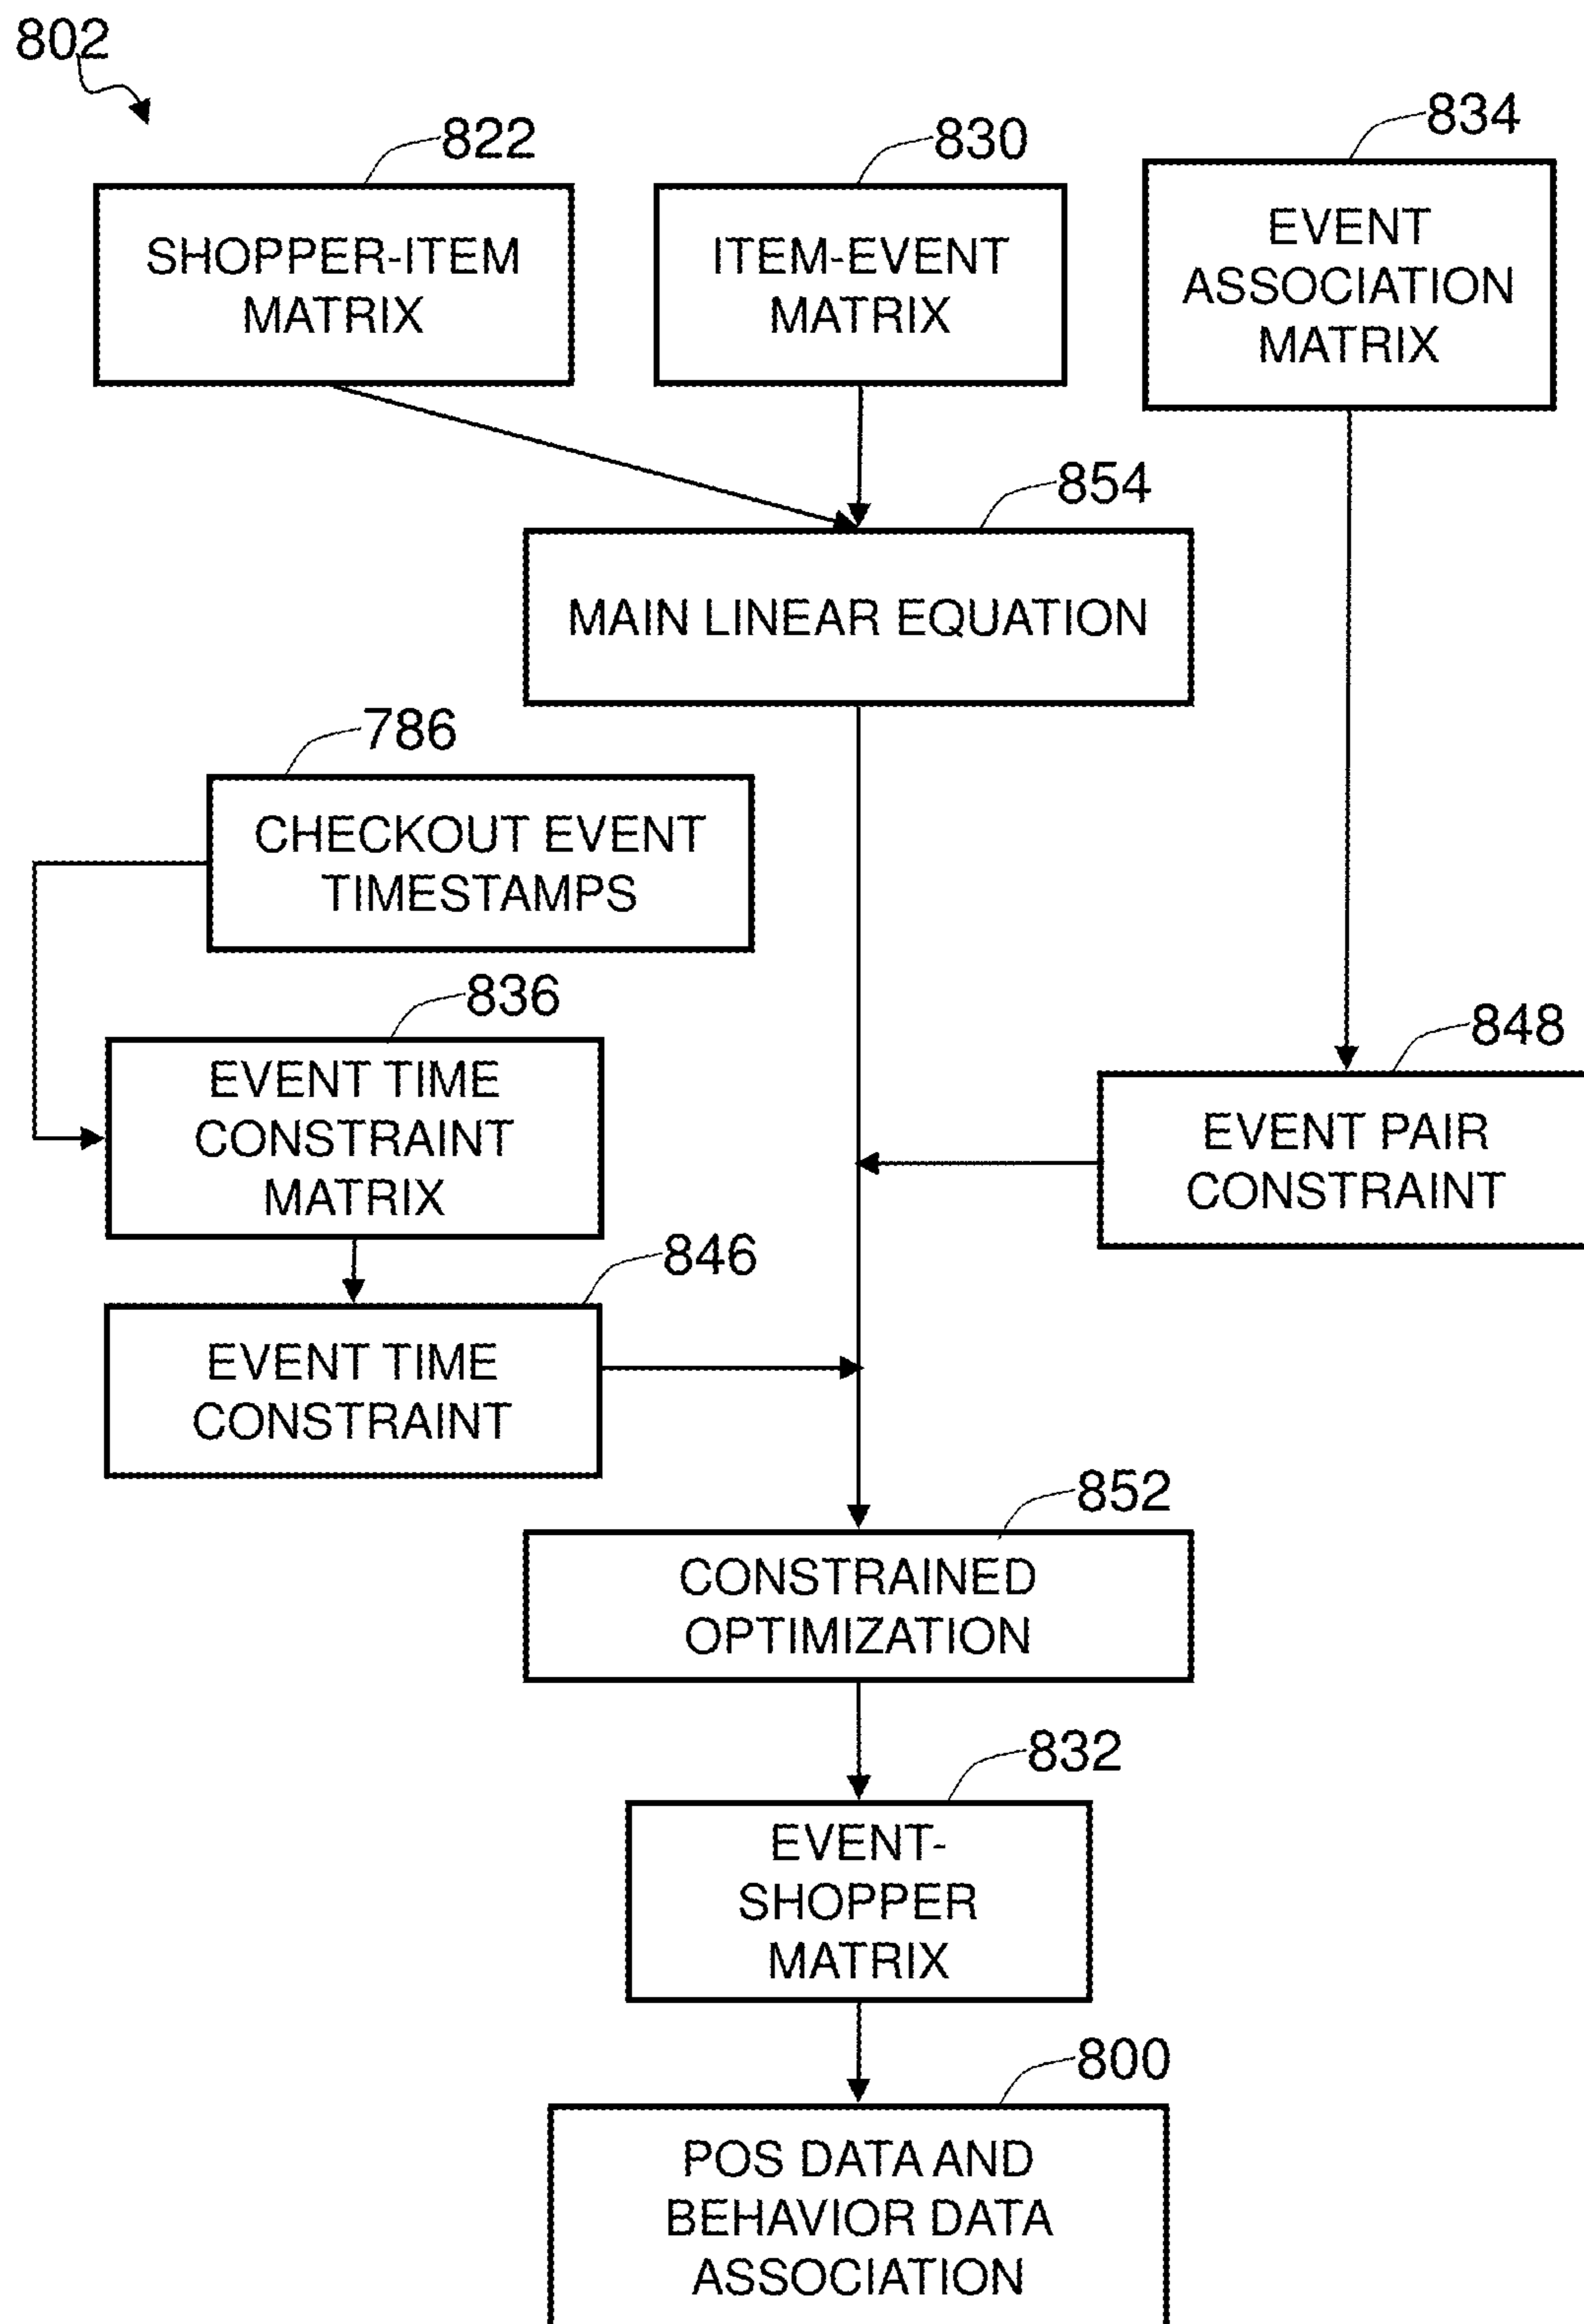 802
822
830
834
SHOPPER-ITEM
MATRIX
ITEM-EVENT
MATRIX
EVENT
ASSOCIATION
MATRIX
854
MAIN LINEAR EQUATION
786
CHECKOUT EVENT
TIMESTAMPS
836
EVENT TIME
CONSTRAINT
MATRIX
848
EVENT PAIR
CONSTRAINT
846
EVENT TIME
CONSTRAINT
852
CONSTRAINED
OPTIMIZATION
832
EVENT-
SHOPPER
MATRIX
800
POS DATA AND
BEHAVIOR DATA
ASSOCIATION